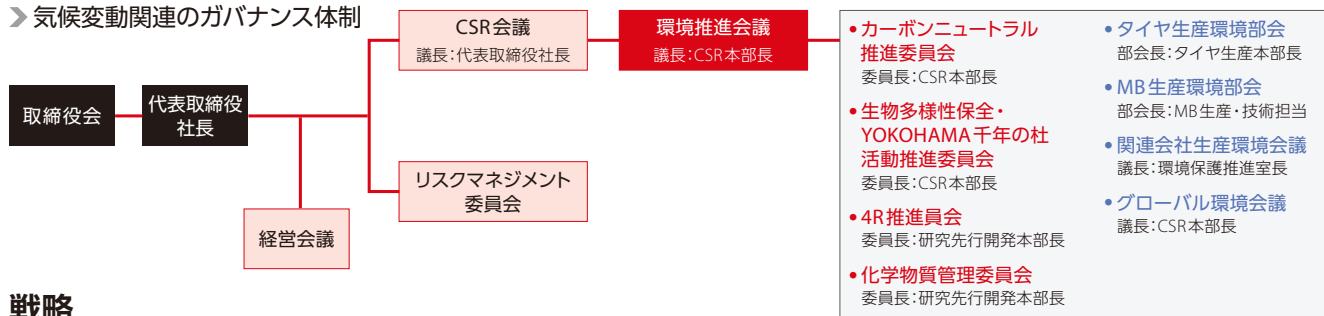 気候変動関連のガバナンス体制
取締役会
代表取締役
社長
経営会議
CSR会議
議長:代表取締役社長
リスクマネジメント
委員会
環境推進会議
議長:CSR本部長
•カーボンニュートラル
推進委員会
委員長:CSR本部長
•生物多様性保全・
YOKOHAMA千年の杜
活動推進委員会
委員長:CSR本部長
•4R推進員会
委員長:研究先行開発本部長
•化学物質管理委員会
委員長:研究先行開発本部長
•タイヤ生産環境部会
部会長:タイヤ生産本部長
•MB生産環境部会
部会長:MB生産・技術担当
•関連会社生産環境会議
議長:環境保護推進室長
•グローバル環境会議
議長:CSR本部長
戦略